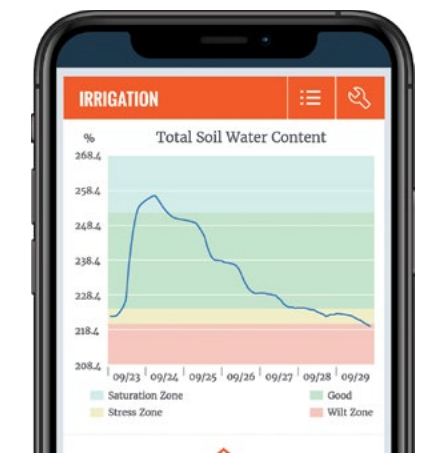 IRRIGATION
% Total Soil Water Content
268.4
258.4
248.4
238.4
228.4
218.4
208.4
09/23 09/24 09/25 09/26 09/27 09/28 09/29
Saturation Zone Good
Stress Zone Wilt Zone